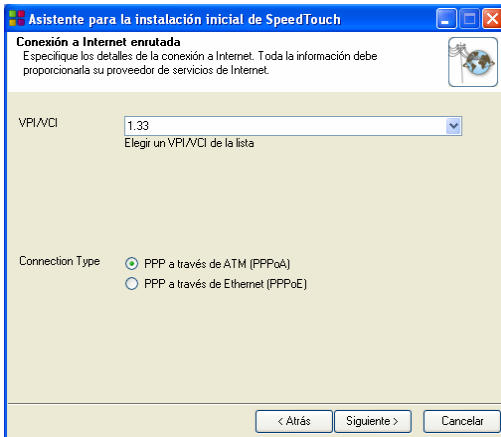 Asistente para la instalación inicial de SpeedTouch
Conexión a Internet enrutada
Especifique los detalles de la conexión a Internet. Toda la información debe
proporcionarla su proveedor de servicios de Internet.
VPI/VCI
1.33
Elegir un VPI/VCI de la lista
Connection Type
PPP a través de ATM (PPPoA)
PPP a través de Ethernet (PPPoE)
< Atrás
Siguiente >
Cancelar